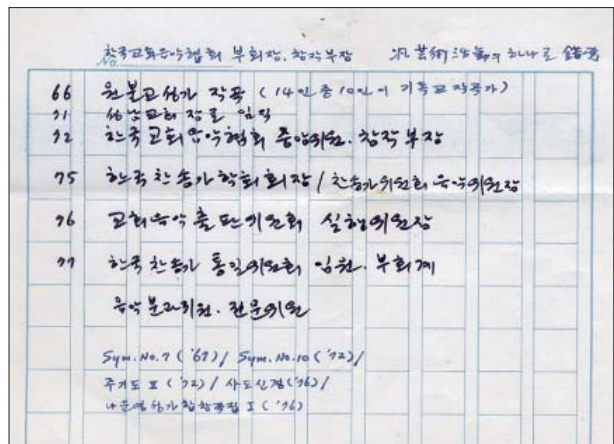 한국교회음악협회 부회장. 창작부장
No.
66 원불교성가 작곡 (14인 중 10인이 기독교 작곡가)
71 성남교회 장로 임직
72 한국교회음악협회 중앙위원. 창작부장
75 한국찬송가학회 회장 / 찬송가위원회 음악위원장
76 교회음악출판위원회 실행위원장
77 한국찬송가 통일위원회 임원. 부회계
음악분과위원. 전문위원
Sym. No. 7 ('67) / Sym. No. 10 ('72) /
주기도 Ⅱ ('72) / 사도신경 ('76) /
나운영 성가합창곡집 Ⅰ ('76)